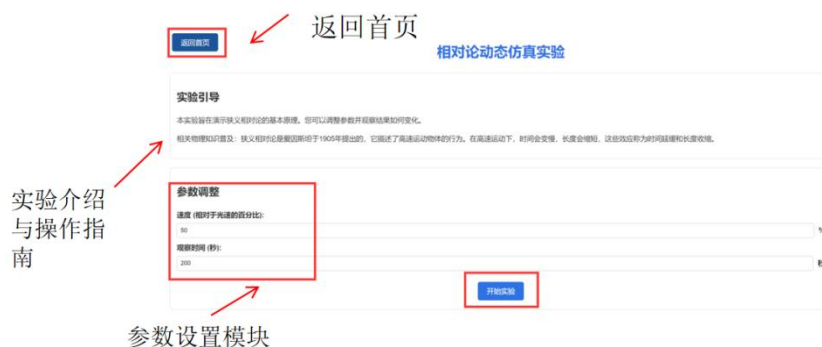 返回首页
返回首页
相对论动态仿真实验
实验引导
本实验旨在演示狭义相对论的基本原理。您可以调整参数并观察结果如何变化。
相关物理知识普及：狭义相对论是爱因斯坦于1905年提出的，它描述了高速运动物体的行为。在高速运动下，时间会变慢，长度会缩短，这些效应称为时间延缓和长度收缩。
实验介绍
与操作指
南
参数调整
速度 (相对于光速的百分比):
50
%
观察时间 (秒):
200
秒
开始实验
参数设置模块